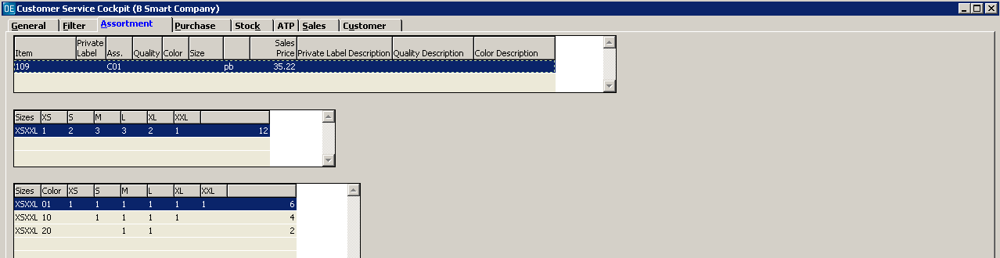 OE Customer Service Cockpit (B Smart Company)
General Filter Assortment Purchase Stock ATP Sales Customer
Private Sales
Item Label Ass. Quality Color Size Price Private Label Description Quality Description Color Description
109 C01 pb 35.22
Sizes XS S M L XL XXL
XSXXL 1 2 3 3 2 1 12
Sizes Color XS S M L XL XXL
XSXXL 01 1 1 1 1 1 1 6
XSXXL 10 1 1 1 1 4
XSXXL 20 1 1 2